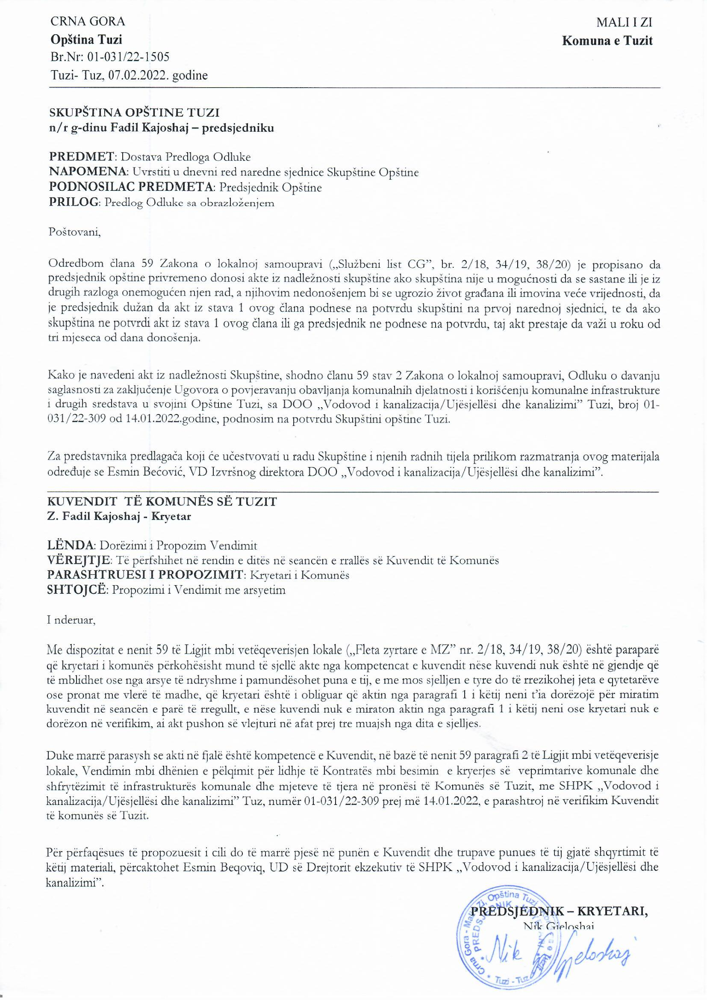 CRNA GORA
Opština Tuzi
Br.Nr: 01-031/22-1505
Tuzi- Tuz, 07.02.2022. godine
MALI I ZI
Komuna e Tuzit
SKUPŠTINA OPŠTINE TUZI
n/r g-dinu Fadil Kajoshaj – predsjedniku
PREDMET: Dostava Predloga Odluke
NAPOMENA: Uvrstiti u dnevni red naredne sjednice Skupštine Opštine
PODNOSILAC PREDMETA: Predsjednik Opštine
PRILOG: Predlog Odluke sa obrazloženjem
Poštovani,
Odredbom člana 59 Zakona o lokalnoj samoupravi („Službeni list CG”, br. 2/18, 34/19, 38/20) je propisano da
predsjednik opštine privremeno donosi akte iz nadležnosti skupštine ako skupština nije u mogućnosti da se sastane ili je iz
drugih razloga onemogućen njen rad, a njihovim nedonošenjem bi se ugrozio život građana ili imovina veće vrijednosti, da
je predsjednik dužan da akt iz stava 1 ovog člana podnese na potvrdu skupštini na prvoj narednoj sjednici, te da ako
skupština ne potvrdi akt iz stava 1 ovog člana ili ga predsjednik ne podnese na potvrdu, taj akt prestaje da važi u roku od
tri mjeseca od dana donošenja.
Kako je navedeni akt iz nadležnosti Skupštine, shodno članu 59 stav 2 Zakona o lokalnoj samoupravi, Odluku o davanju
saglasnosti za zaključenje Ugovora o povjeravanju obavljanja komunalnih djelatnosti i korišćenju komunalne infrastrukture
i drugih sredstava u svojini Opštine Tuzi, sa DOO „Vodovod i kanalizacija/Ujësjellësi dhe kanalizimi” Tuzi, broj 01-
031/22-309 od 14.01.2022.godine, podnosim na potvrdu Skupštini opštine Tuzi.
Za predstavnika predlagača koji će učestvovati u radu Skupštine i njenih radnih tijela prilikom razmatranja ovog materijala
određuje se Esmin Bećović, VD Izvršnog direktora DOO „Vodovod i kanalizacija/Ujësjellësi dhe kanalizimi”.
KUVENDIT TË KOMUNËS SË TUZIT
Z. Fadil Kajoshaj - Kryetar
LËNDA: Dorëzimi i Propozim Vendimit
VËREJTJE: Të përfshihet në rendin e ditës në seancën e rrallës së Kuvendit të Komunës
PARASHTRUESI I PROPOZIMIT: Kryetari i Komunës
SHTOJCË: Propozimi i Vendimit me arsyetim
I nderuar,
Me dispozitat e nenit 59 të Ligjit mbi vetëqeverisjen lokale („Fleta zyrtare e MZ” nr. 2/18, 34/19, 38/20) është paraparë
që kryetari i komunës përkohësisht mund të sjellë akte nga kompetencat e kuvendit nëse kuvendi nuk është në gjendje që
të mblidhet ose nga arsye të ndryshme i pamundësohet puna e tij, e me mos sjelljen e tyre do të rrezikohej jeta e qytetarëve
ose pronat me vlerë të madhe, që kryetari është i obliguar që aktin nga paragrafi 1 i këtij neni t’ia dorëzojë për miratim
kuvendit në seancën e parë të rregullt, e nëse kuvendi nuk e miraton aktin nga paragrafi 1 i këtij neni ose kryetari nuk e
dorëzon në verifikim, ai akt pushon së vlejturi në afat prej tre muajsh nga dita e sjelljes.
Duke marrë parasysh se akti në fjalë është kompetencë e Kuvendit, në bazë të nenit 59 paragrafi 2 të Ligjit mbi vetëqeverisje
lokale, Vendimin mbi dhënien e pëlqimit për lidhje të Kontratës mbi besimin e kryerjes së veprimtarive komunale dhe
shfrytëzimit të infrastrukturës komunale dhe mjeteve të tjera në pronësi të Komunës së Tuzit, me SHPK „Vodovod i
kanalizacija/Ujësjellësi dhe kanalizimi” Tuz, numër 01-031/22-309 prej më 14.01.2022, e parashtroj në verifikim Kuvendit
të komunës së Tuzit.
Për përfaqësues të propozuesit i cili do të marrë pjesë në punën e Kuvendit dhe trupave punues të tij gjatë shqyrtimit të
këtij materiali, përcaktohet Esmin Beqoviq, UD së Drejtorit ekzekutiv të SHPK „Vodovod i kanalizacija/Ujësjellësi dhe
kanalizimi”.
PREDSJEDNIK – KRYETARI,
Nik Gjeloshaj
Nik Gjeloshaj
Crna Gora - Mali i Zi, Opština Tuzi
PREDSJEDNIK - KRYETARI
Tuzi - Tuz